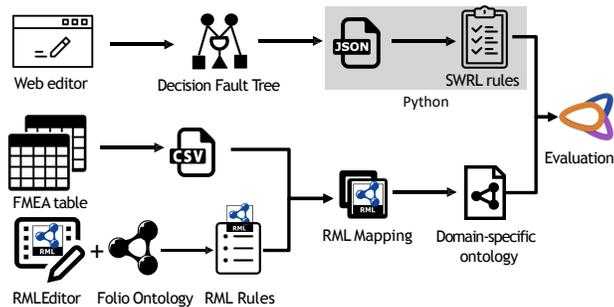 Web editor
Decision Fault Tree
JSON
SWRL rules
Python
Evaluation
FMEA table
CSV
RML
RML Mapping
Domain-specific
ontology
RML
RMLEditor
+
Folio Ontology
RML
RML Rules